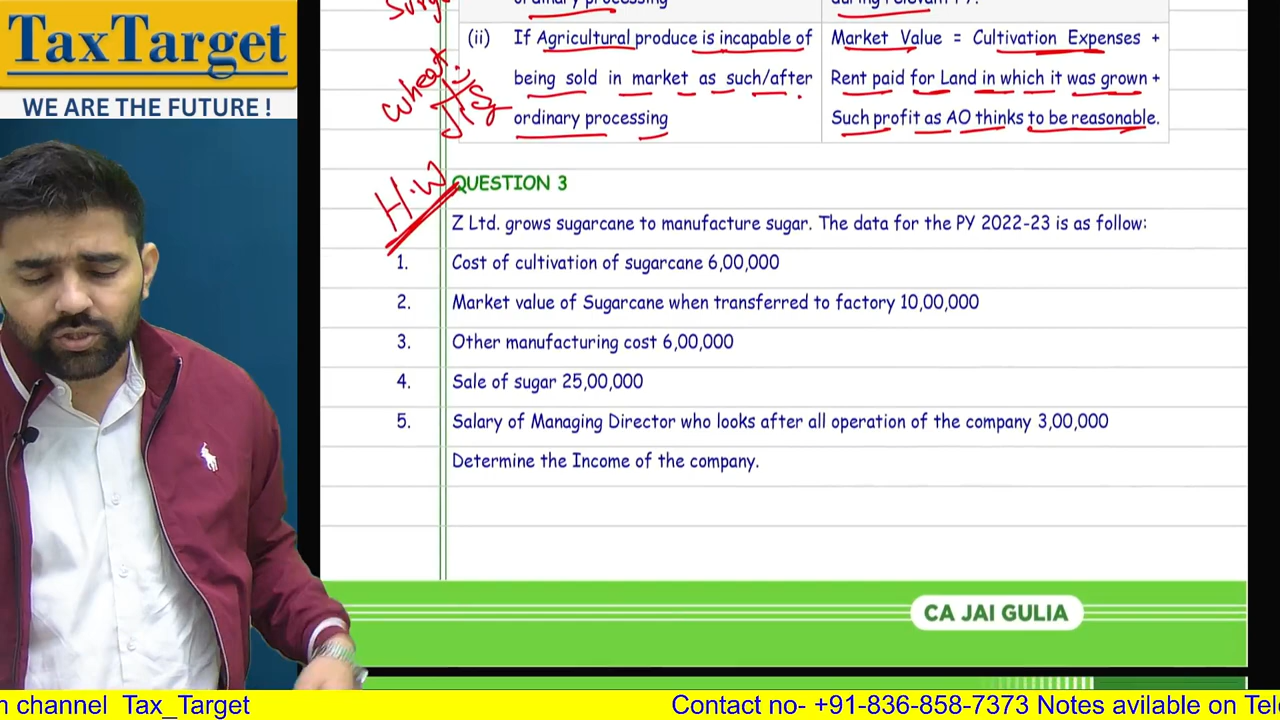 TaxTarget
WE ARE THE FUTURE !
ordinary processing
during relevant P.Y.
(ii) If Agricultural produce is incapable of being sold in market as such/after ordinary processing
Market Value = Cultivation Expenses +
Rent paid for Land in which it was grown +
Such profit as AO thinks to be reasonable.
wheat
H.W
QUESTION 3
Z Ltd. grows sugarcane to manufacture sugar. The data for the PY 2022-23 is as follow:
1. Cost of cultivation of sugarcane 6,00,000
2. Market value of Sugarcane when transferred to factory 10,00,000
3. Other manufacturing cost 6,00,000
4. Sale of sugar 25,00,000
5. Salary of Managing Director who looks after all operation of the company 3,00,000
Determine the Income of the company.
CA JAI GULIA
n channel Tax_Target
Contact no- +91-836-858-7373 Notes avilable on Tele